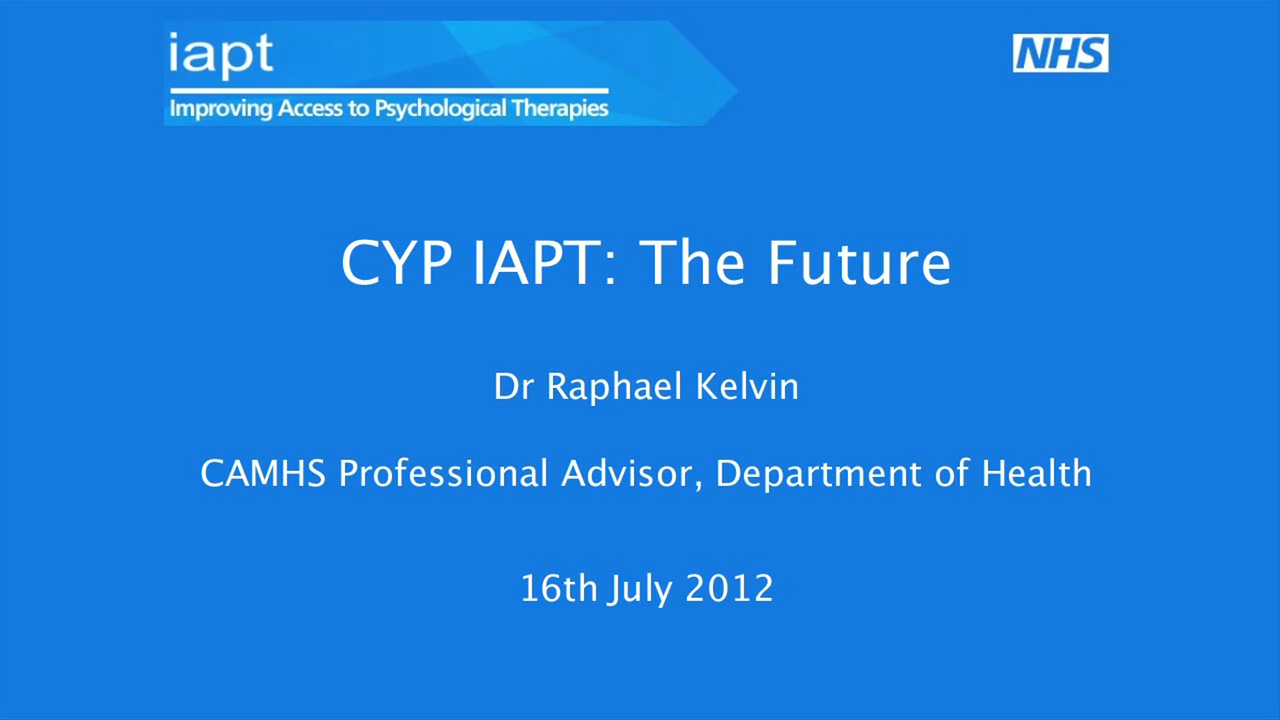 iapt
NHS
Improving Access to Psychological Therapies
CYP IAPT: The Future
Dr Raphael Kelvin
CAMHS Professional Advisor, Department of Health
16th July 2012